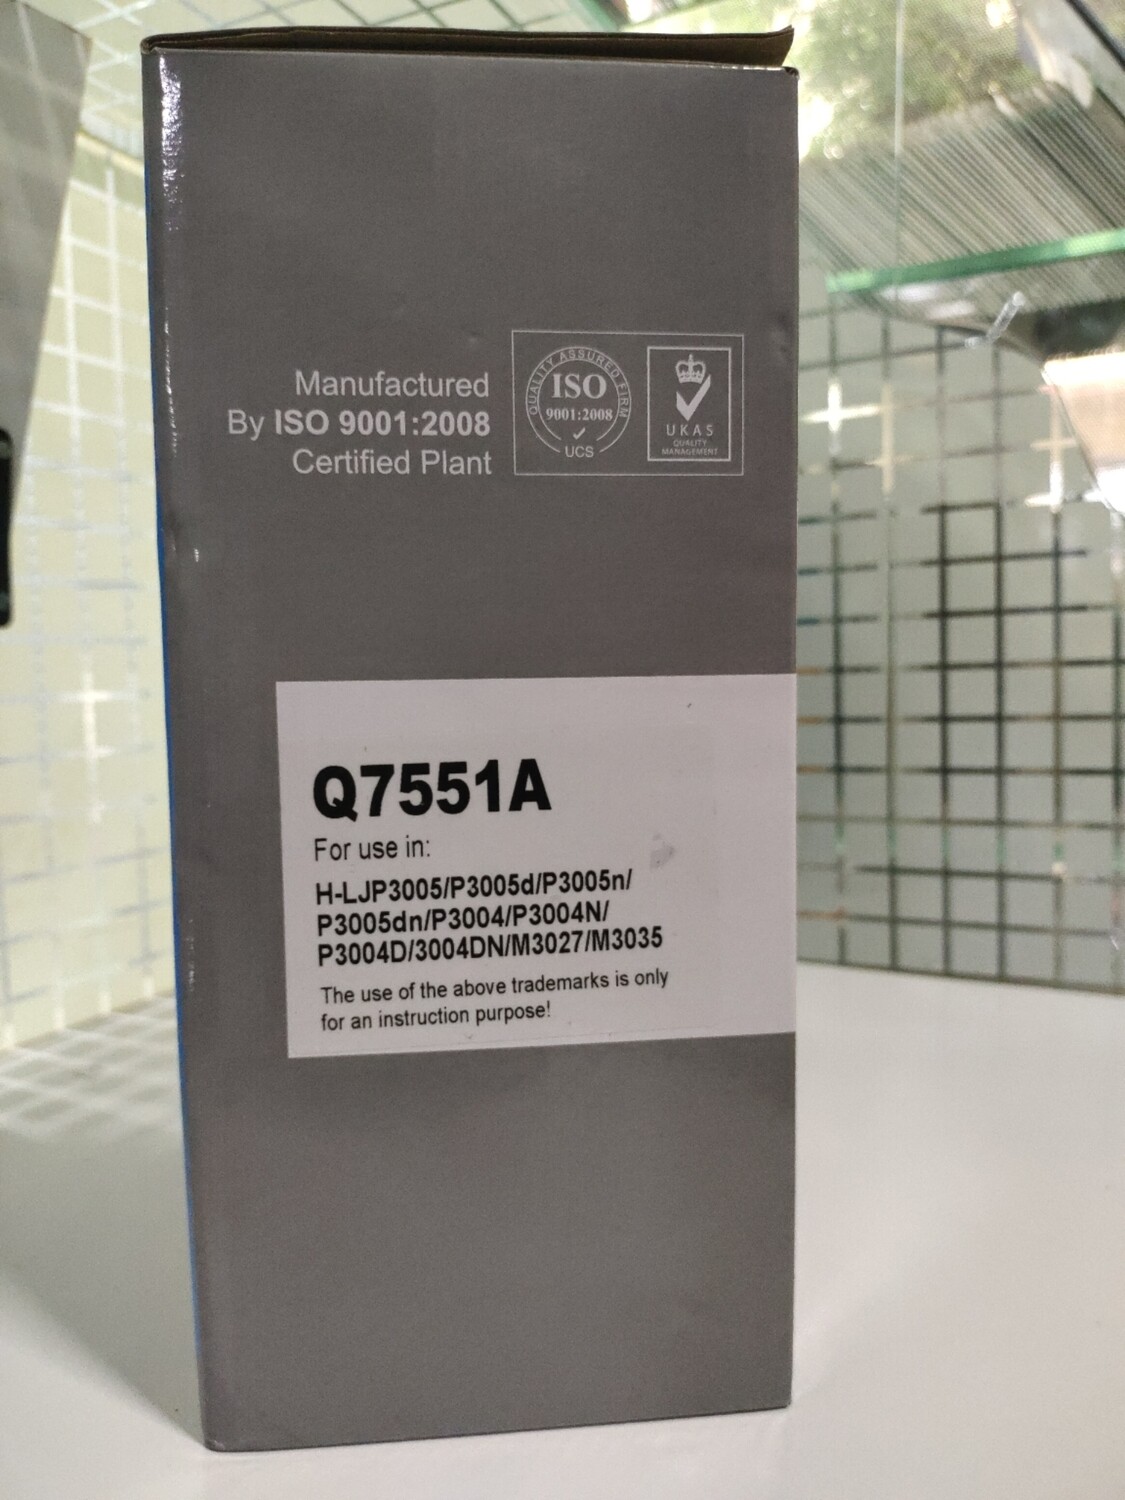 Manufactured
By ISO 9001:2008
Certified Plant
QUALITY ASSURED FIRM
ISO
9001:2008
UCS
UKAS
QUALITY
MANAGEMENT
Q7551A
For use in:
H-LJP3005/P3005d/P3005n/
P3005dn/P3004/P3004N/
P3004D/3004DN/M3027/M3035
The use of the above trademarks is only
for an instruction purpose!